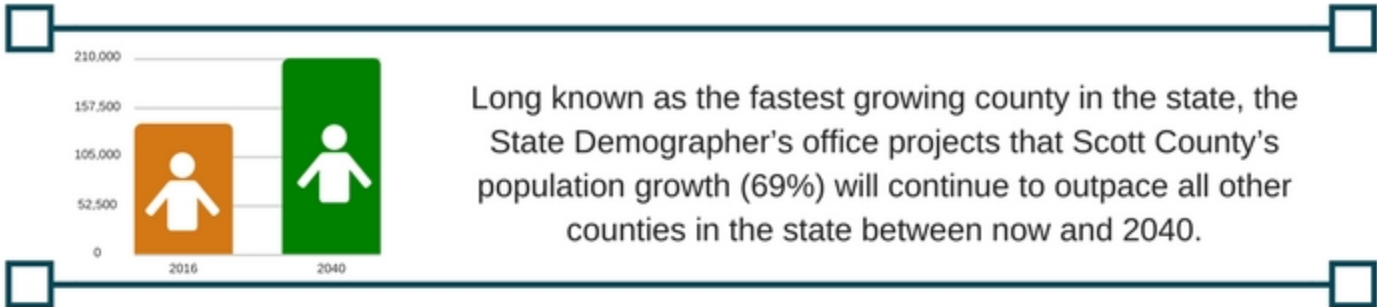 210,000
157,500
105,000
52,500
0
2016
2040
Long known as the fastest growing county in the state, the
State Demographer's office projects that Scott County's
population growth (69%) will continue to outpace all other
counties in the state between now and 2040.